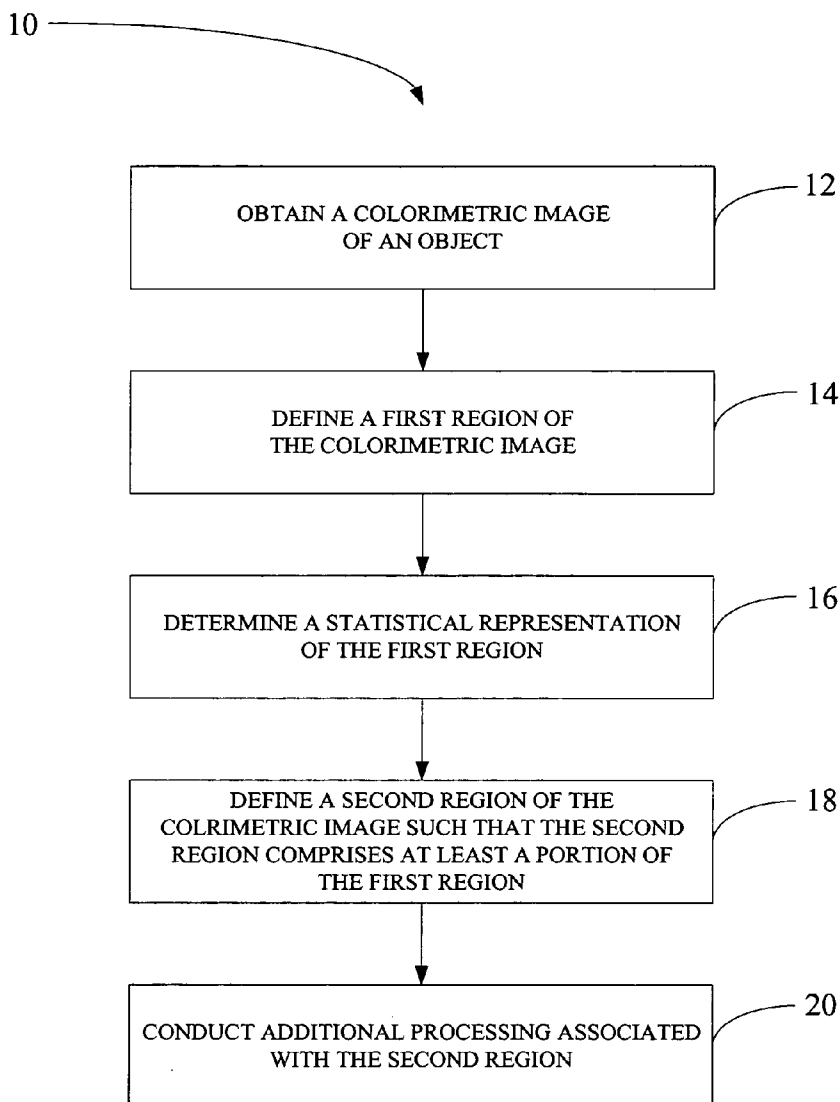 10
OBTAIN A COLORIMETRIC IMAGE
OF AN OBJECT
12
DEFINE A FIRST REGION OF
THE COLORIMETRIC IMAGE
14
DETERMINE A STATISTICAL REPRESENTATION
OF THE FIRST REGION
16
DEFINE A SECOND REGION OF THE
COLRIMETRIC IMAGE SUCH THAT THE SECOND
REGION COMPRISES AT LEAST A PORTION OF
THE FIRST REGION
18
CONDUCT ADDITIONAL PROCESSING ASSOCIATED
WITH THE SECOND REGION
20